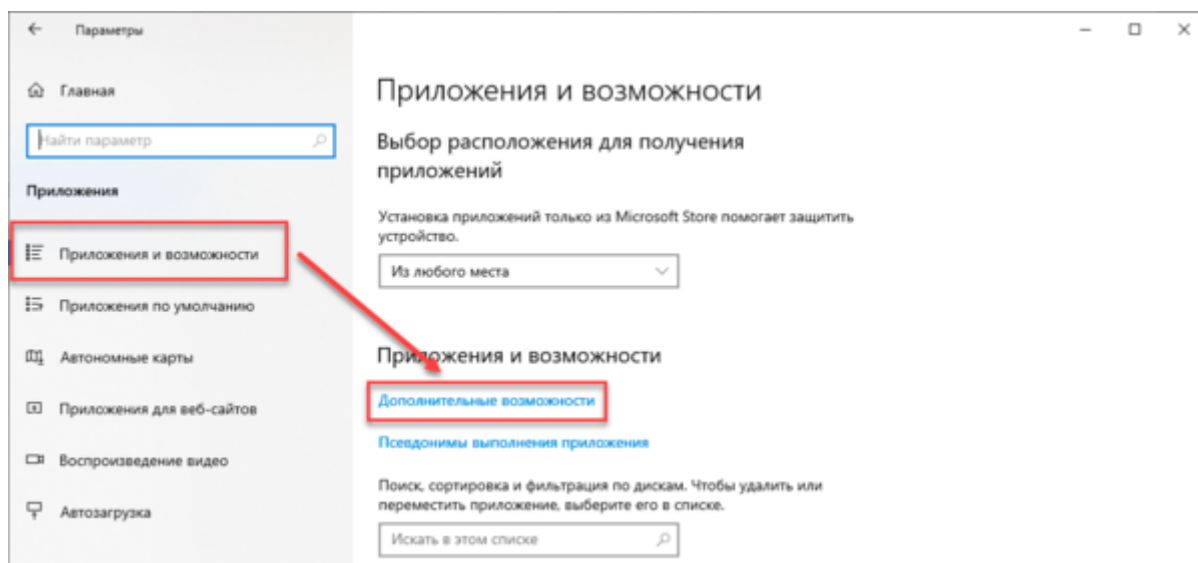 Параметры
Главная
Найти параметр
Приложения
Приложения и возможности
Приложения по умолчанию
Автономные карты
Приложения для веб-сайтов
Воспроизведение видео
Автозагрузка
Приложения и возможности
Выбор расположения для получения
приложений
Установка приложений только из Microsoft Store помогает защитить
устройство.
Из любого места
Приложения и возможности
Дополнительные возможности
Псевдонимы выполнения приложения
Поиск, сортировка и фильтрация по дискам. Чтобы удалить или
переместить приложение, выберите его в списке.
Искать в этом списке